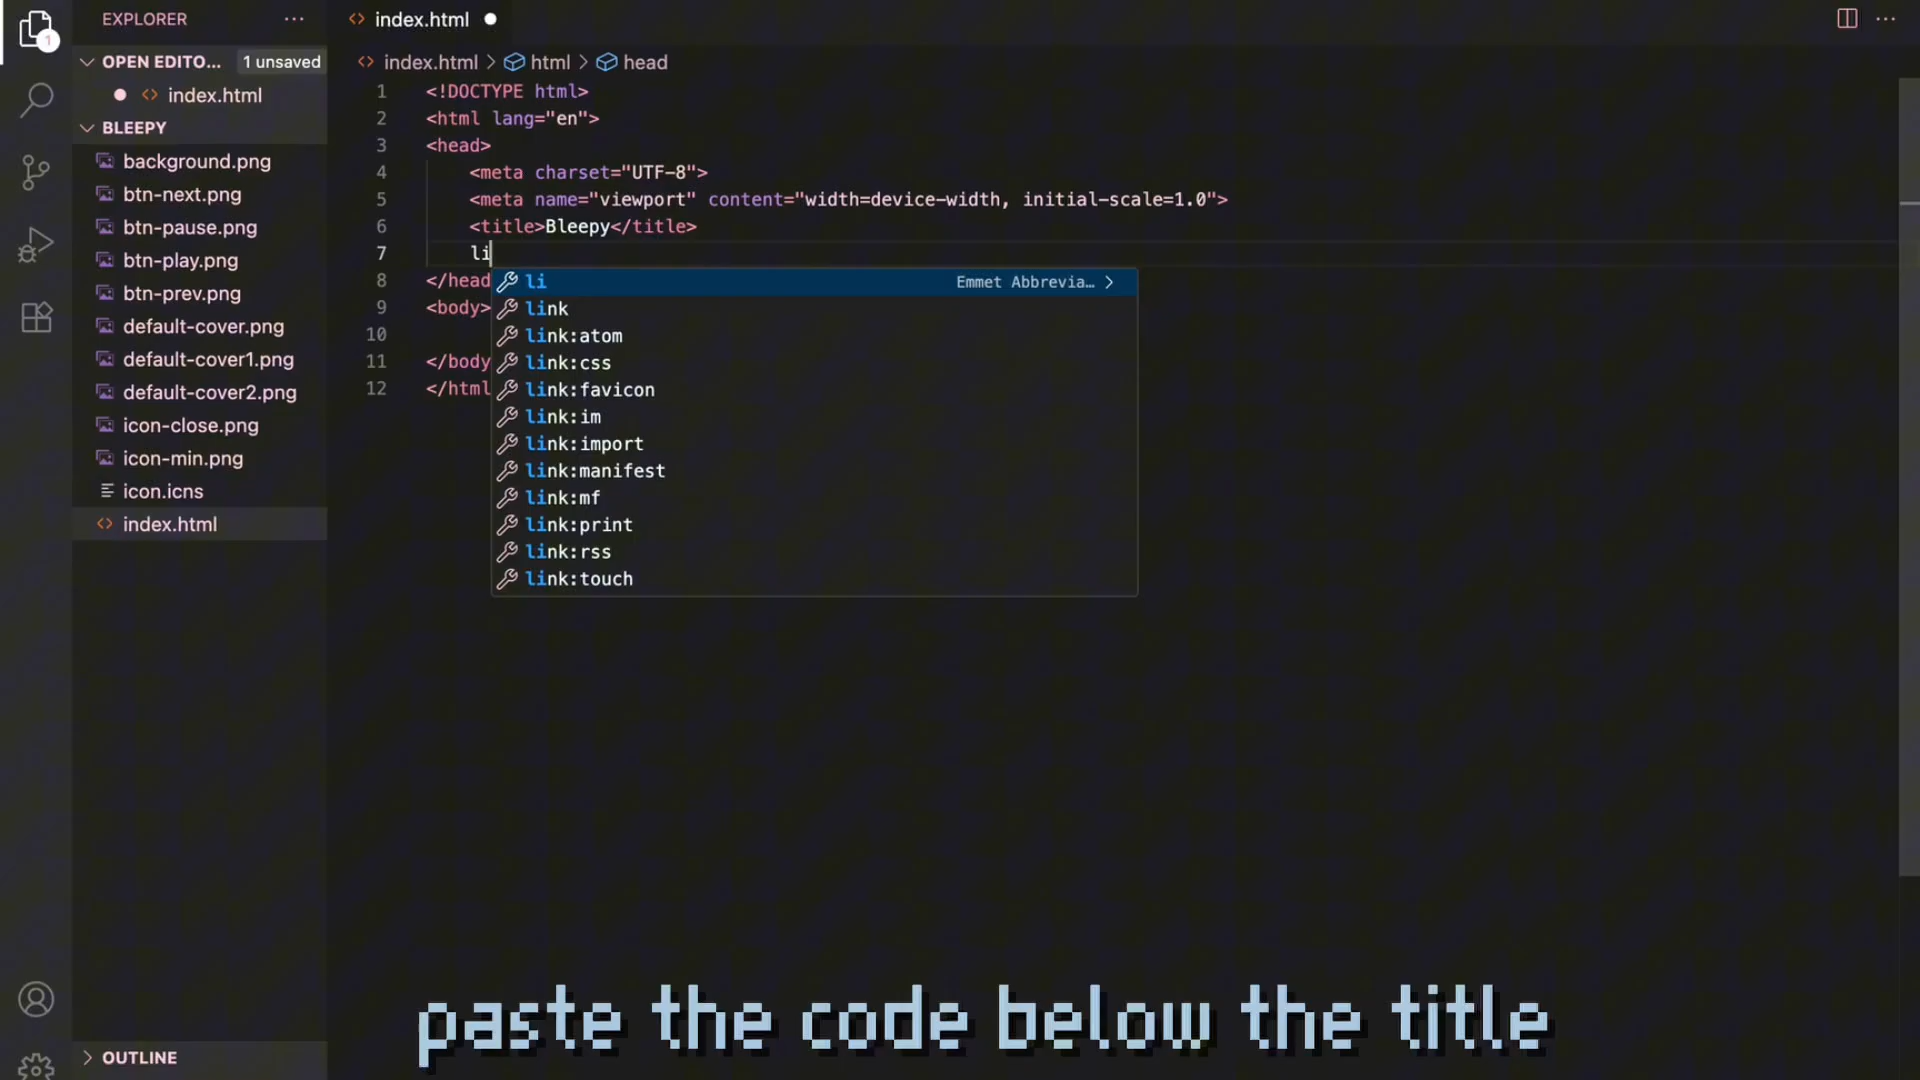 EXPLORER
OPEN EDITO... 1 unsaved
index.html
BLEEPY
background.png
btn-next.png
btn-pause.png
btn-play.png
btn-prev.png
default-cover.png
default-cover1.png
default-cover2.png
icon-close.png
icon-min.png
icon.icns
index.html
OUTLINE
1
index.html
index.html > html > head
1 <!DOCTYPE html>
2 <html lang="en">
3 <head>
4 <meta charset="UTF-8">
5 <meta name="viewport" content="width=device-width, initial-scale=1.0">
6 <title>Bleepy</title>
7 li
8 </head
9 <body>
10
11 </body
12 </html
li Emmet Abbrevia... >
link
link:atom
link:css
link:favicon
link:im
link:import
link:manifest
link:mf
link:print
link:rss
link:touch
paste the code below the title